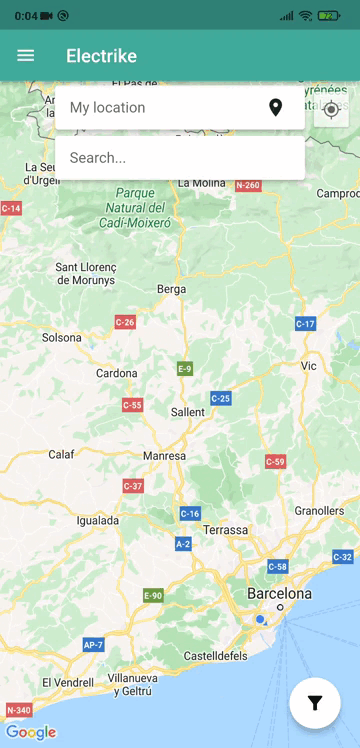 0:04
72
Electrike
El Pas de
My location
Search...
La Seu
d'Urgell
La Molina
N-260
C-14
Parque
Natural del
Cadí-Moixeró
Camprod
Sant Llorenç
de Morunys
Berga
C-26
C-17
Solsona
Vic
Cardona
E-9
C-25
C-55
Sallent
Calaf
Manresa
C-59
C-37
C-16
Granollers
Igualada
Terrassa
A-2
C-32
C-58
E-90
Barcelona
AP-7
Castelldefels
El Vendrell
Villanueva
y Geltrú
N-340
Google